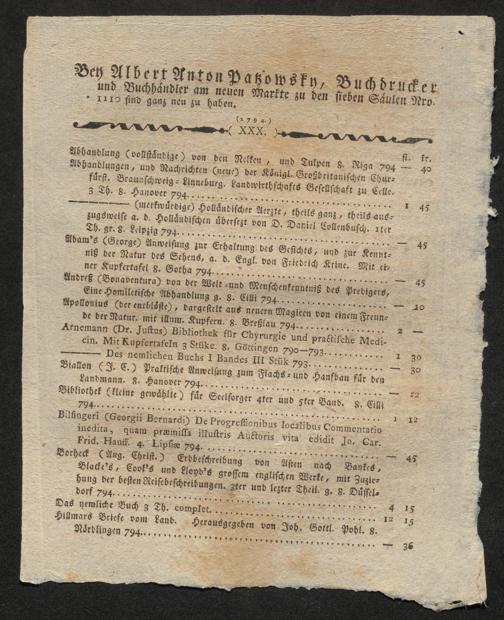 Bey Albert Anton Patzowsky, Buchdrucker
und Buchhändler am neuen Markte zu den sieben Säulen Nro.
1110 sind ganz neu zu haben.
(1794.)
( XXX. )
fl. kr.
Abhandlung (vollständige) von den Nelken, und Tulpen 8. Riga 794 — 40
Abhandlungen, und Nachrichten (neue) der Königl. Großbritanischen Chur-
fürst. Braunschweig-Linneburg. Landwirthschafts Gesellschaft zu Celle.
3 Th. 8. Hanover 794. 1 45
——— (merkwürdige) Holländischer Aerzte, theils ganz, theils aus-
zugsweise a. d. Holländischen übersezt von D. Daniel Collenbusch. 1ter
Th. gr. 8. Leipzig 794. — 45
Adam's (George) Anweisung zur Erhaltung des Gesichts, und zur Kennt-
niß der Natur des Sehens, a. d. Engl. von Friedrich Krine. Mit ei-
ner Kupfertafel 8. Gotha 794. — 45
Andreß (Bonaventura) von der Welt- und Menschenkenntniß des Predigers,
Eine Homiletische Abhandlung g. 8. Cilli 794. — 10
Apollonius (der entblößte), dargestelt aus neuern Magieen von einem Freun-
de der Natur. mit illum. Kupfern. 8. Breßlau 794. 2 —
Arnemann (Dr. Justus) Bibliothek für Chyrurgie und practische Medi-
cin. Mit Kupfertafeln 3 Stüke. 8. Göttingen 790—793. 1 30
——— Des nemlichen Buchs I Bandes III Stük 793. — 30
Biallon (J. C.) Praktische Anweisung zum Flachs- und Hanfbau für den
Landmann. 8. Hanover 794. — 12
Bibliothek (kleine gewählte) für Seelsorger 4ter und 5ter Band. 8. Cilli
794. 1 12
Bilfingeri (Georgii Bernardi) De Progressionibus localibus Commentatio
inedita, quam præmissa illustris Auctoris vita edidit Ja. Car.
Frid. Hauff. 4. Lipsiæ 794. — 45
Borheck (Aug. Christ.) Erdbeschreibung von Asien nach Bankes,
Blacke's, Cook's und Lloyd's grossem englischen Werke, mit Zuzie-
hung der besten Reisebeschreibungen. 3ter und lezter Theil. g. 8. Düssel-
dorf 794. 4 15
Das nemliche Buch 3 Th. complet. 12 15
Hillmars Briefe vom Land. Herausgegeben von Joh. Gottl. Pohl. 8.
Nördlingen 794. — 36